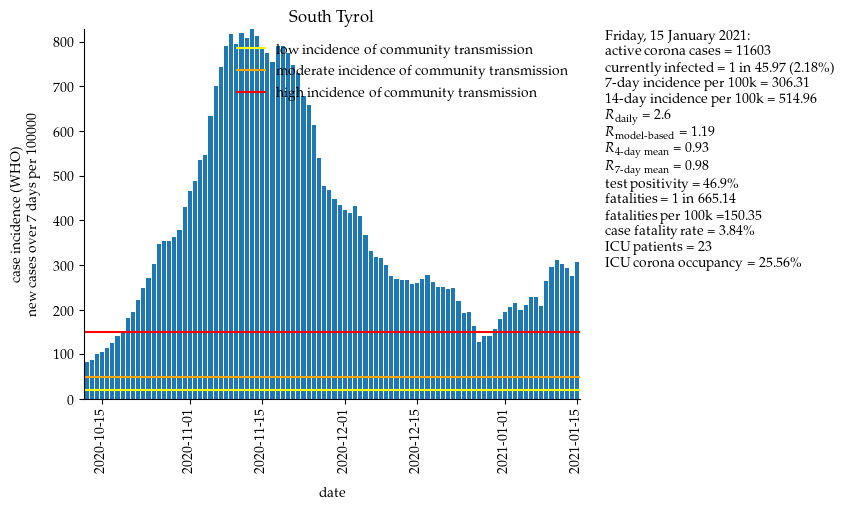 South Tyrol
low incidence of community transmission
moderate incidence of community transmission
high incidence of community transmission
case incidence (WHO)
new cases over 7 days per 100000
800
700
600
500
400
300
200
100
0
2020-10-15
2020-11-01
2020-11-15
2020-12-01
2020-12-15
2021-01-01
2021-01-15
date
Friday, 15 January 2021:
active corona cases = 11603
currently infected = 1 in 45.97 (2.18%)
7-day incidence per 100k = 306.31
14-day incidence per 100k = 514.96
R daily = 2.6
R model-based = 1.19
R 4-day mean = 0.93
R 7-day mean = 0.98
test positivity = 46.9%
fatalities = 1 in 665.14
fatalities per 100k =150.35
case fatality rate = 3.84%
ICU patients = 23
ICU corona occupancy = 25.56%